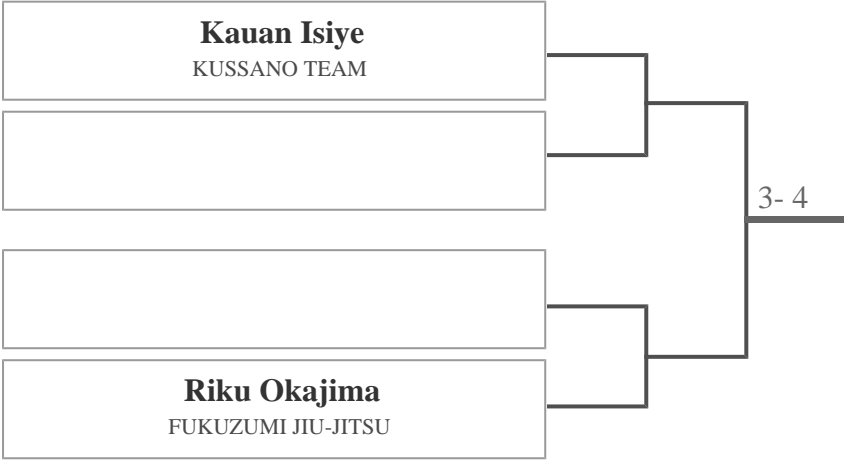 Kauan Isiye
KUSSANO TEAM
3- 4
Riku Okajima
FUKUZUMI JIU-JITSU